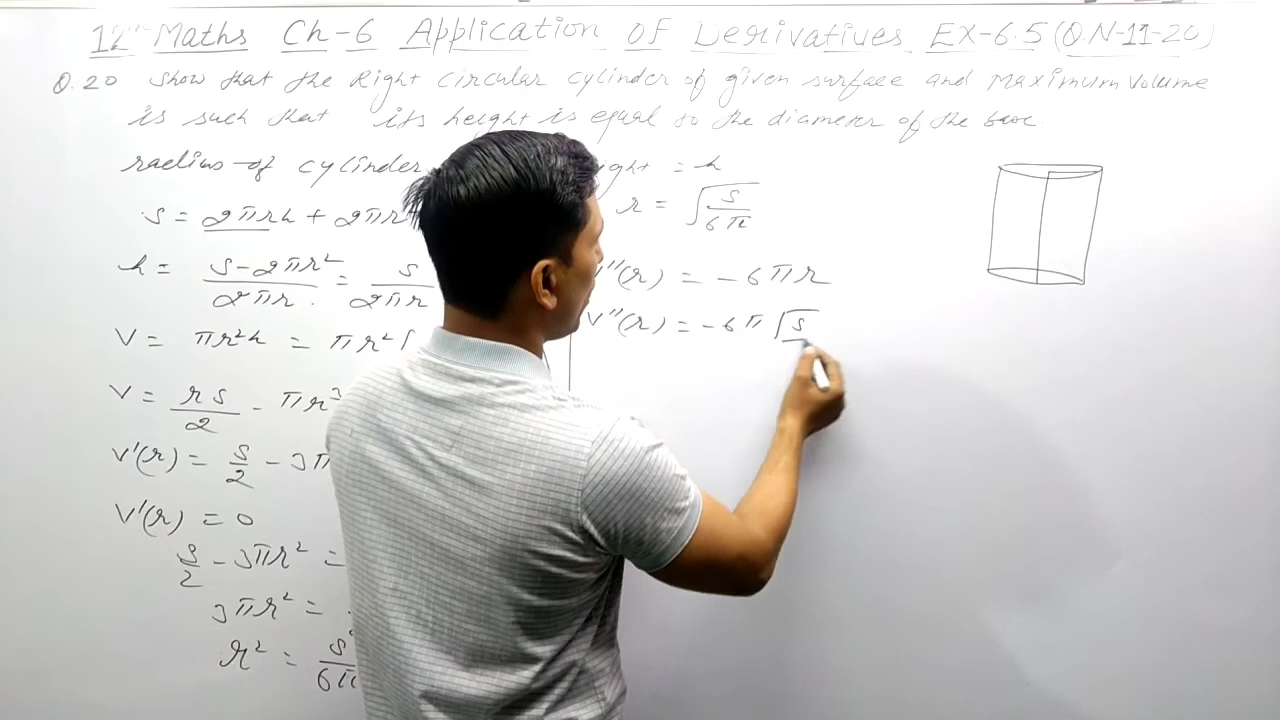 12th Maths Ch-6 Application OF Derivatives EX-6.5 (Q.N-11-20)
Q.20 Show that the Right circular cylinder of given surface and Maximum Volume
is such that its height is equal to the diameter of the base.
radius of cylinder = h
S = 2πrh + 2πr
r = √(S/6π)
h = (S-2πr²)/(2πr) = S/(2πr)
V''(r) = -6πr
V = πr²h = πr²
V''(r) = -6π√S
V = rS/2 - πr³
V'(r) = S/2 - 3π
V'(r) = 0
S/2 - 3πr² =
3πr² =
r² = S/6π